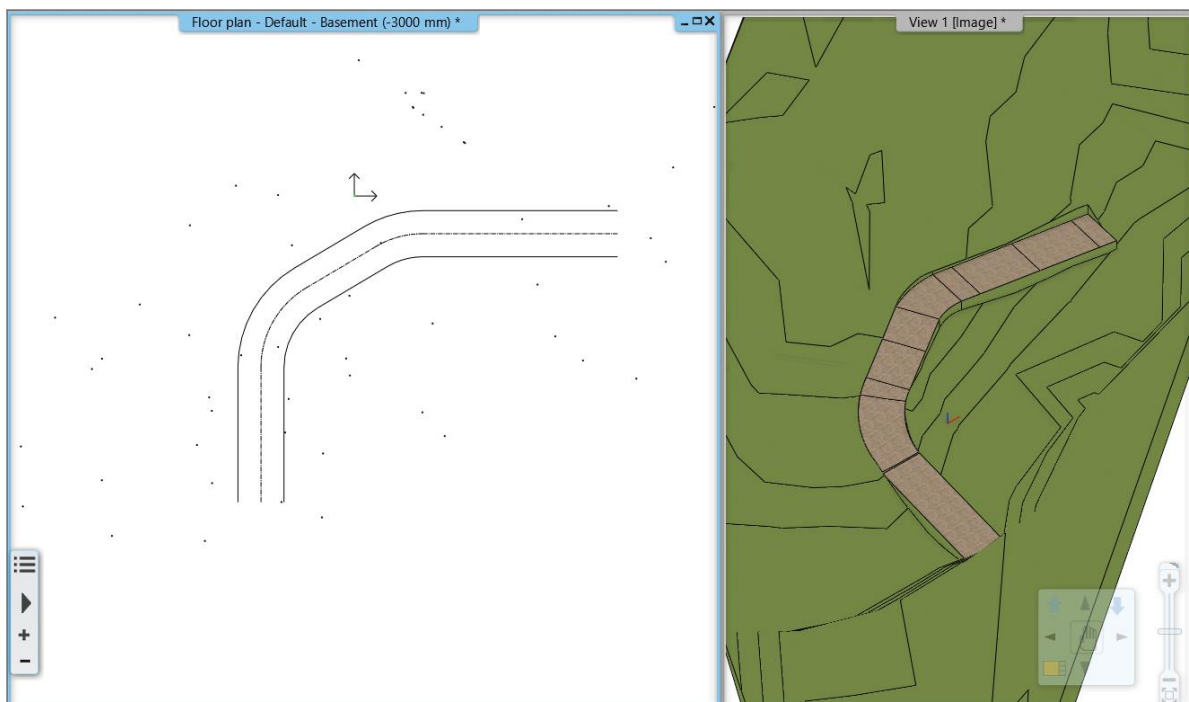 Floor plan - Default - Basement (-3000 mm) *
View 1 [Image] *